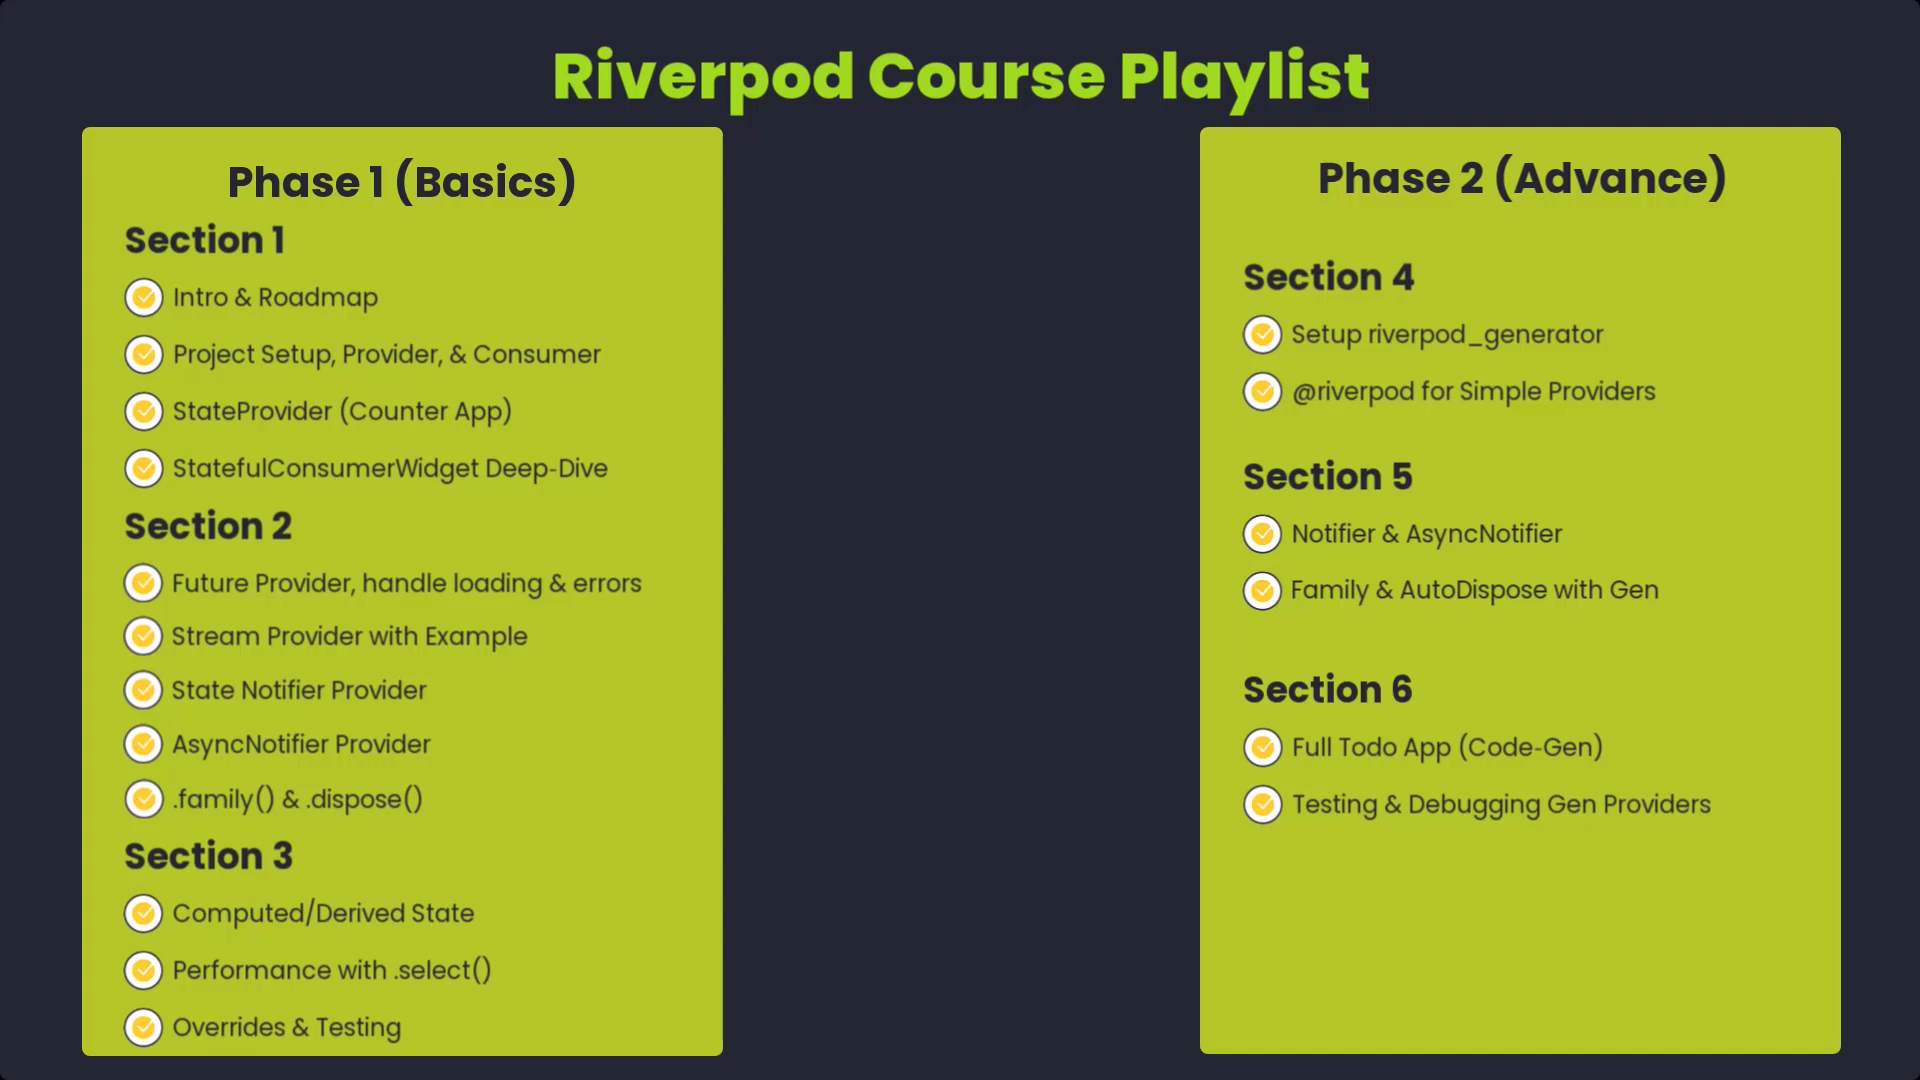 Riverpod Course Playlist
Phase 1 (Basics)
Section 1
Intro & Roadmap
Project Setup, Provider, & Consumer
StateProvider (Counter App)
StatefulConsumerWidget Deep-Dive
Section 2
Future Provider, handle loading & errors
Stream Provider with Example
State Notifier Provider
AsyncNotifier Provider
.family() & .dispose()
Section 3
Computed/Derived State
Performance with .select()
Overrides & Testing
Phase 2 (Advance)
Section 4
Setup riverpod_generator
@riverpod for Simple Providers
Section 5
Notifier & AsyncNotifier
Family & AutoDispose with Gen
Section 6
Full Todo App (Code-Gen)
Testing & Debugging Gen Providers